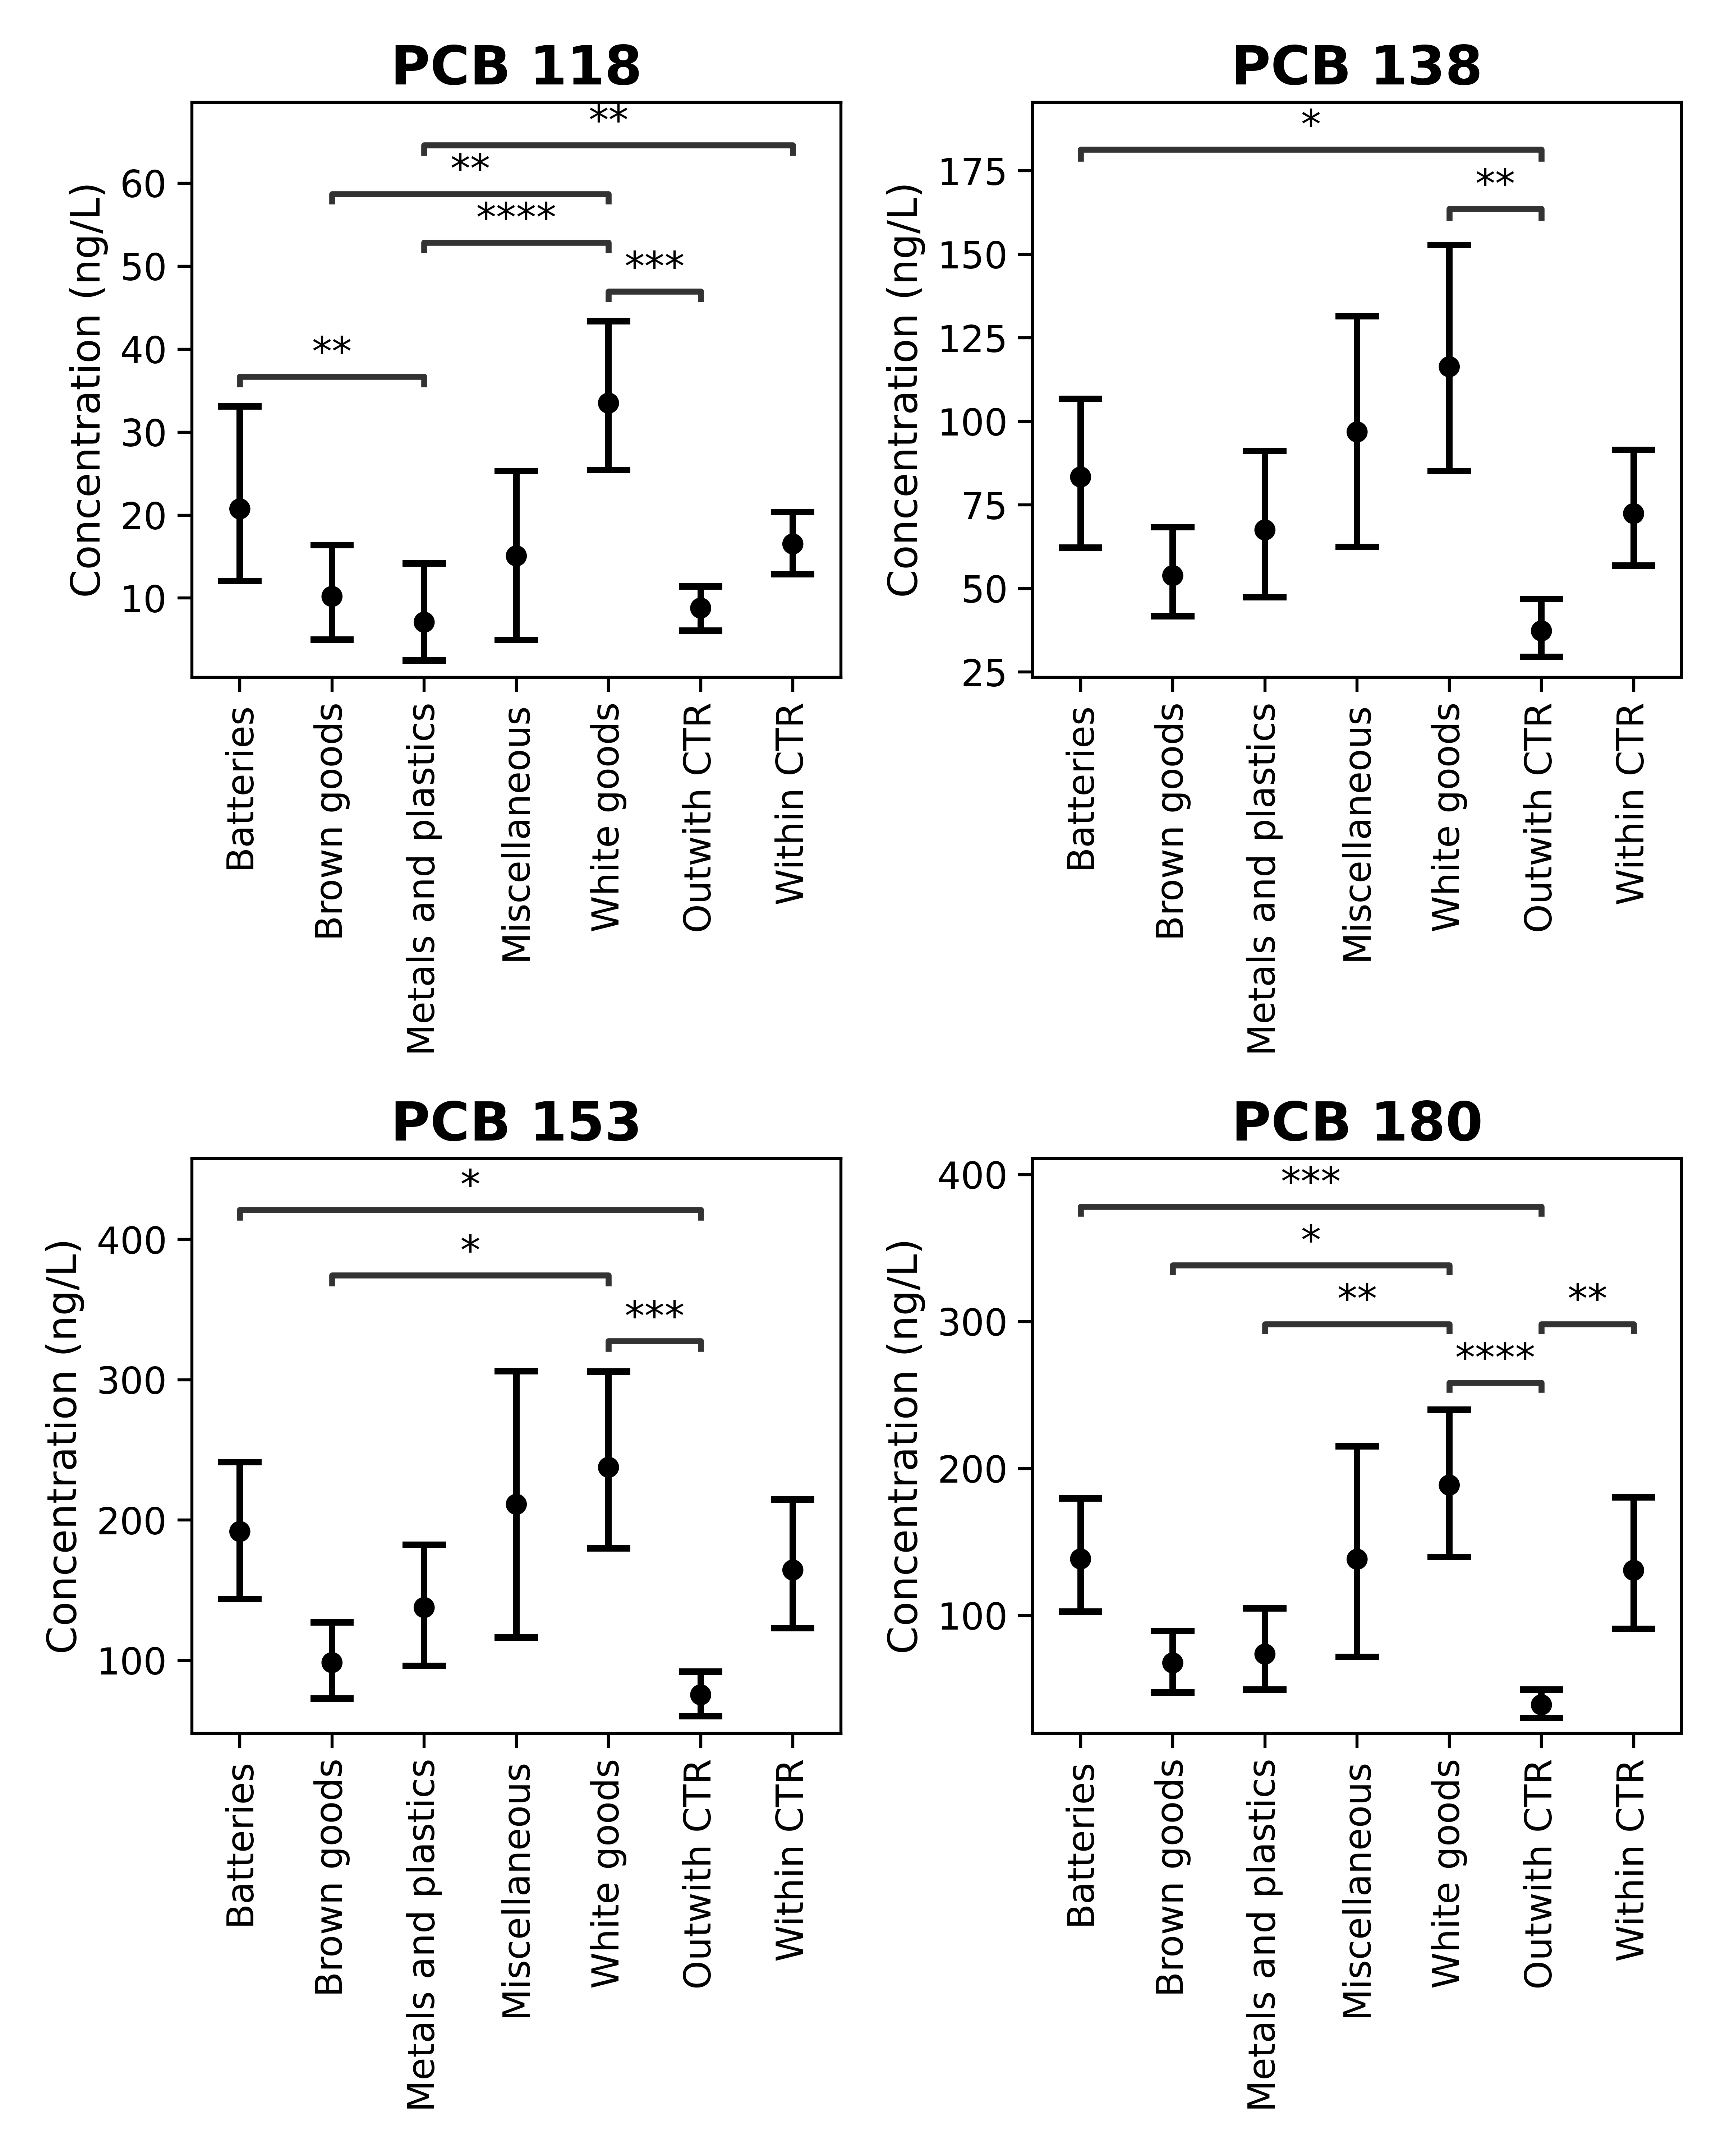 PCB 118
Concentration (ng/L)
60
50
40
30
20
10
**
**
****
***
**
Batteries
Brown goods
Metals and plastics
Miscellaneous
White goods
Outwith CTR
Within CTR
PCB 138
Concentration (ng/L)
175
150
125
100
75
50
25
*
**
Batteries
Brown goods
Metals and plastics
Miscellaneous
White goods
Outwith CTR
Within CTR
PCB 153
Concentration (ng/L)
400
300
200
100
*
*
***
Batteries
Brown goods
Metals and plastics
Miscellaneous
White goods
Outwith CTR
Within CTR
PCB 180
Concentration (ng/L)
400
300
200
100
***
*
**
**
****
Batteries
Brown goods
Metals and plastics
Miscellaneous
White goods
Outwith CTR
Within CTR